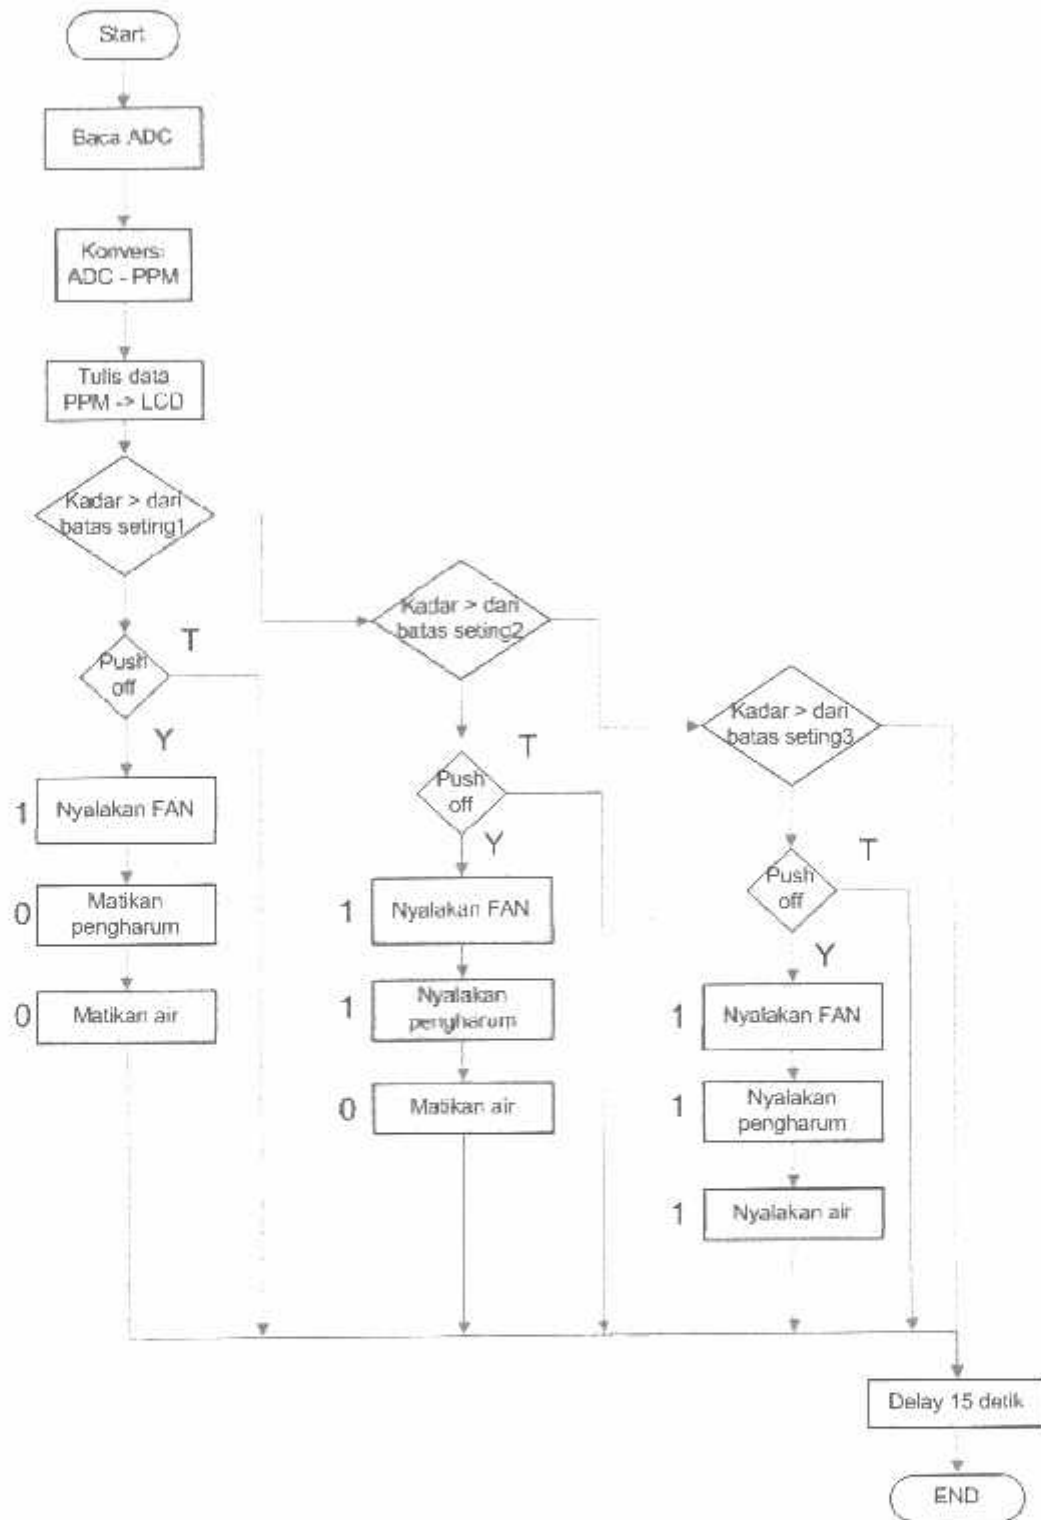 Start
Baca ADC
Konversi
ADC - PPM
Tulis data
PPM -> LCD
Kadar > dari
batas seting1
Push
off
T
Y
1
Nyalakan FAN
0
Matikan
pengharum
0
Matikan air
Kadar > dari
batas seting2
Push
off
T
Y
1
Nyalakan FAN
1
Nyalakan
pengharum
0
Matikan air
Kadar > dari
batas seting3
Push
off
T
Y
1
Nyalakan FAN
1
Nyalakan
pengharum
1
Nyalakan air
Delay 15 detik
END